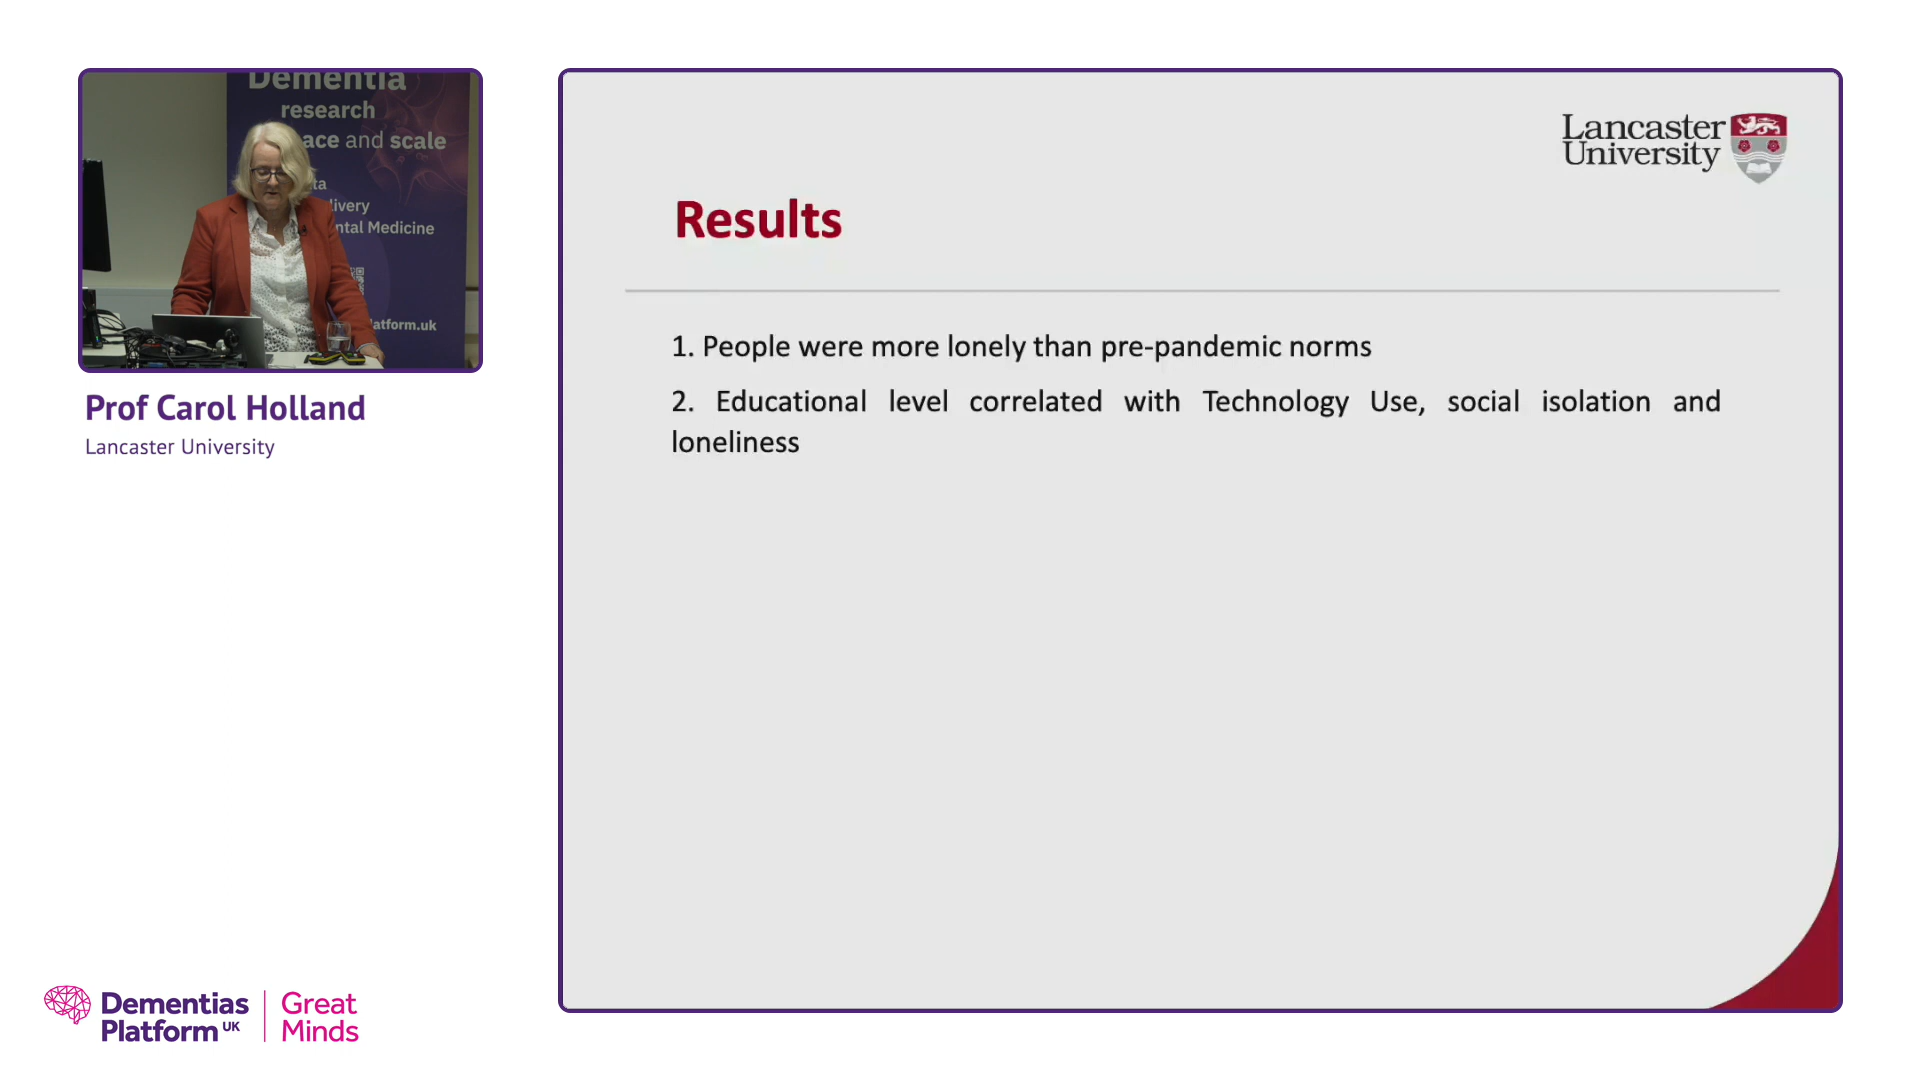 Dementia
research
ace and scale
ta
livery
ntal Medicine
latform.uk
Prof Carol Holland
Lancaster University
Lancaster
University
Results
1. People were more lonely than pre-pandemic norms
2. Educational level correlated with Technology Use, social isolation and
loneliness
Dementias
Platform UK
Great
Minds